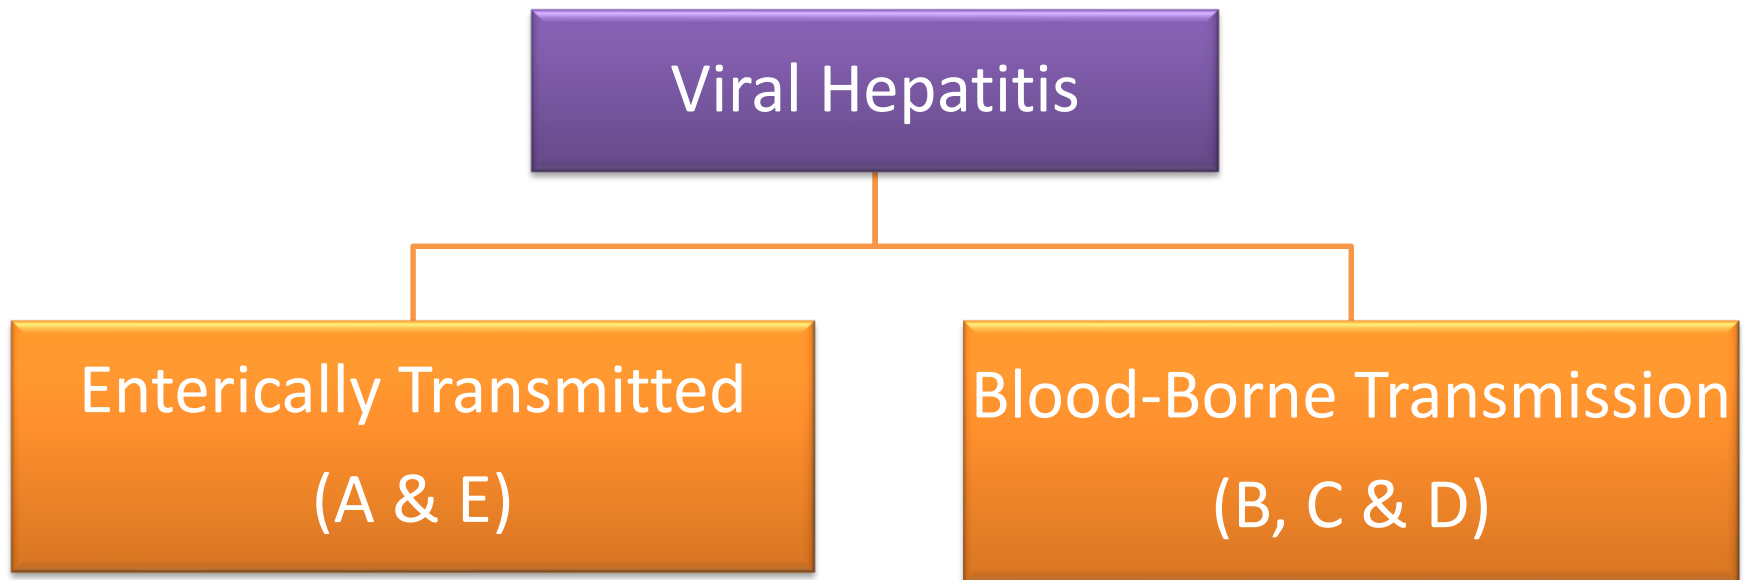 Viral Hepatitis
Enterically Transmitted
(A & E)
Blood-Borne Transmission
(B, C & D)